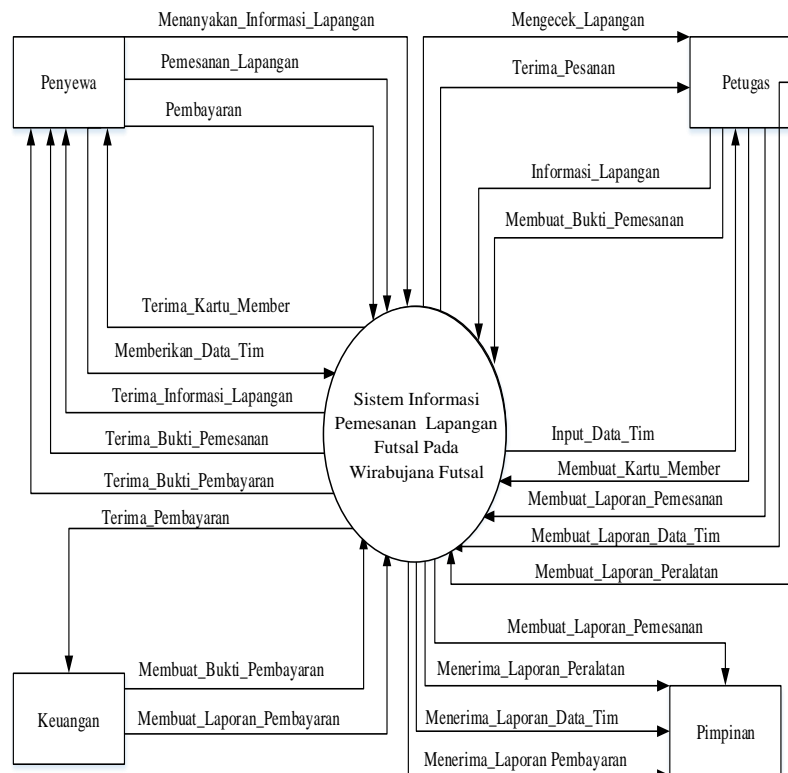 Menanyakan_Informasi_Lapangan
Mengecek_Lapangan
Penyewa
Pemesanan_Lapangan
Terima_Pesanan
Petugas
Pembayaran
Informasi_Lapangan
Membuat_Bukti_Pemesanan
Terima_Kartu_Member
Memberikan_Data_Tim
Terima_Informasi_Lapangan
Terima_Bukti_Pemesanan
Terima_Bukti_Pembayaran
Terima_Pembayaran
Sistem Informasi
Pemesanan Lapangan
Futsal Pada
Wirabujana Futsal
Input_Data_Tim
Membuat_Kartu_Member
Membuat_Laporan_Pemesanan
Membuat_Laporan_Data_Tim
Membuat_Laporan_Peralatan
Membuat_Laporan_Pemesanan
Membuat_Bukti_Pembayaran
Menerima_Laporan_Peralatan
Keuangan
Membuat_Laporan_Pembayaran
Menerima_Laporan_Data_Tim
Pimpinan
Menerima_Laporan Pembayaran